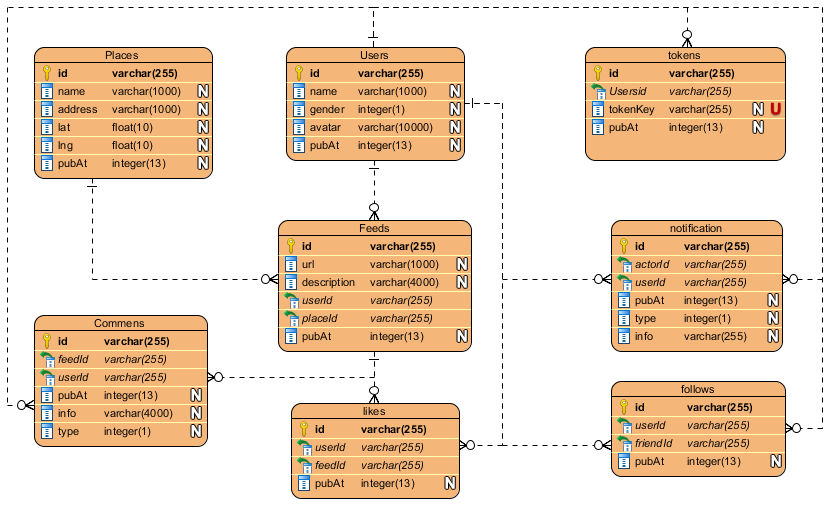 Places
id varchar(255)
name varchar(1000) N
address varchar(1000) N
lat float(10) N
lng float(10) N
pubAt integer(13) N
Users
id varchar(255)
name varchar(1000) N
gender integer(1) N
avatar varchar(10000) N
pubAt integer(13) N
tokens
id varchar(255)
Usersid varchar(255)
tokenKey varchar(255) N U
pubAt integer(13) N
Feeds
id varchar(255)
url varchar(1000) N
description varchar(4000) N
userId varchar(255)
placeId varchar(255)
pubAt integer(13) N
notification
id varchar(255)
actorId varchar(255)
userId varchar(255)
pubAt integer(13) N
type integer(1) N
info varchar(255) N
Commens
id varchar(255)
feedId varchar(255)
userId varchar(255)
pubAt integer(13) N
info varchar(4000) N
type integer(1) N
likes
id varchar(255)
userId varchar(255)
feedId varchar(255)
pubAt integer(13) N
follows
id varchar(255)
userId varchar(255)
friendId varchar(255)
pubAt integer(13) N